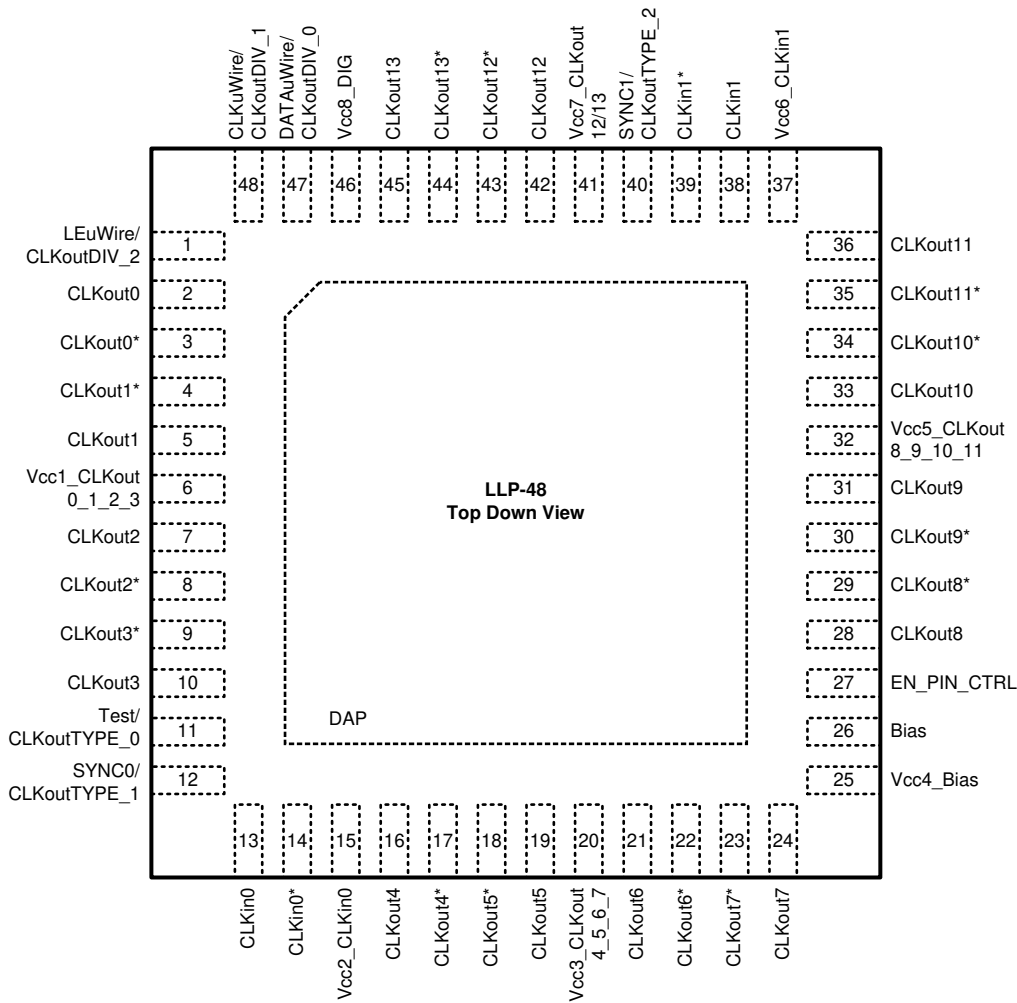 CLKuWire/
CLKoutDIV_1
DATAuWire/
CLKoutDIV_0
Vcc8_DIG
CLKout13
CLKout13*
CLKout12*
CLKout12
Vcc7_CLKout
12/13
SYNC1/
CLKoutTYPE_2
CLKin1*
CLKin1
Vcc6_CLKin1
48
47
46
45
44
43
42
41
40
39
38
37
LEuWire/
CLKoutDIV_2
1
CLKout0
2
CLKout0*
3
CLKout1*
4
CLKout1
5
Vcc1_CLKout
0_1_2_3
6
CLKout2
7
CLKout2*
8
CLKout3*
9
CLKout3
10
Test/
CLKoutTYPE_0
11
SYNC0/
CLKoutTYPE_1
12
LLP-48
Top Down View
DAP
36
CLKout11
35
CLKout11*
34
CLKout10*
33
CLKout10
32
Vcc5_CLKout
8_9_10_11
31
CLKout9
30
CLKout9*
29
CLKout8*
28
CLKout8
27
EN_PIN_CTRL
26
Bias
25
Vcc4_Bias
13
14
15
16
17
18
19
20
21
22
23
24
CLKin0
CLKin0*
Vcc2_CLKin0
CLKout4
CLKout4*
CLKout5*
CLKout5
Vcc3_CLKout
4_5_6_7
CLKout6
CLKout6*
CLKout7*
CLKout7